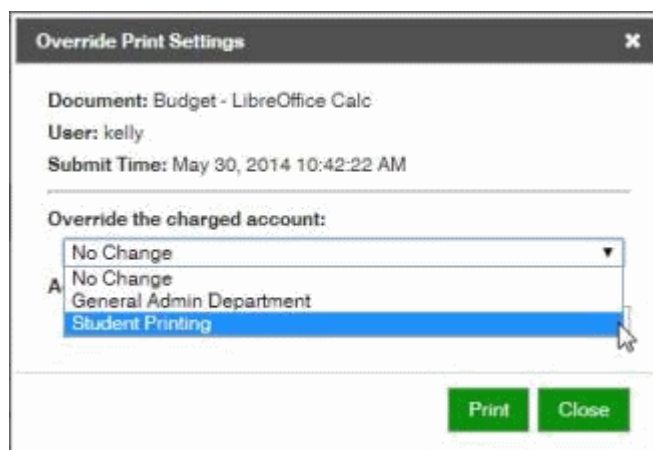 Override Print Settings ×
Document: Budget - LibreOffice Calc
User: kelly
Submit Time: May 30, 2014 10:42:22 AM
Override the charged account:
No Change
No Change
A
General Admin Department
Student Printing
Print Close